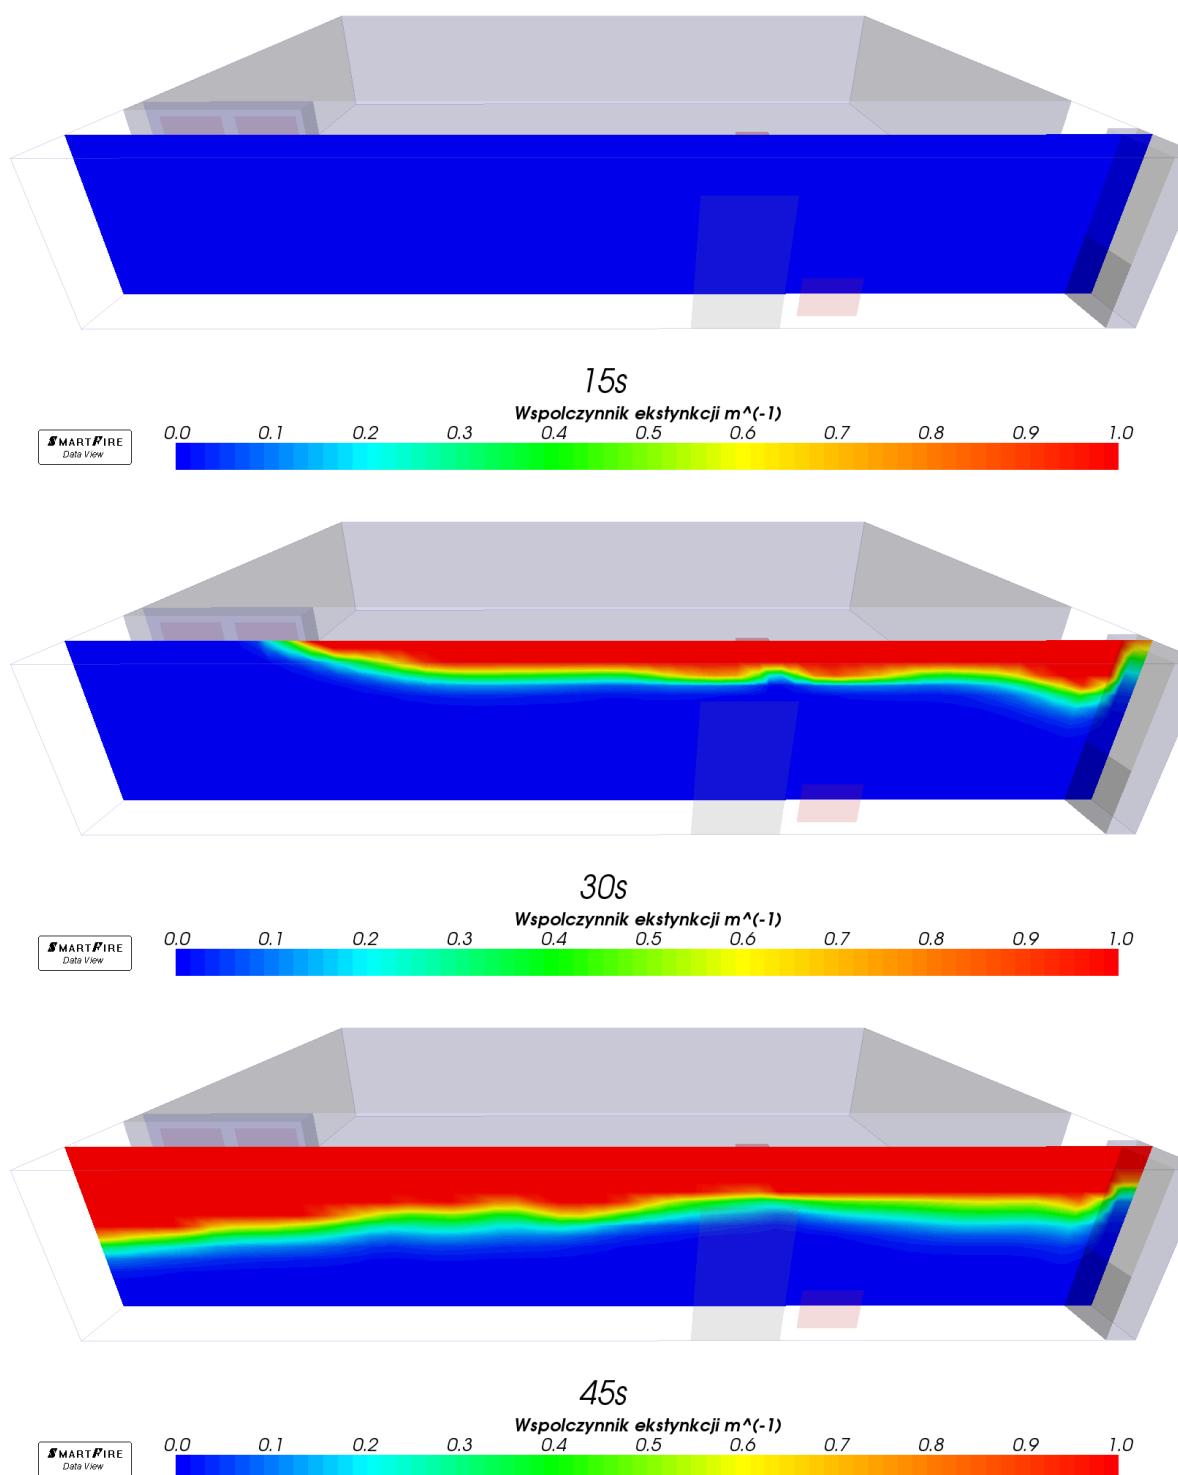 15s
Wspolczynnik ekstynkcji m^(-1)
0.0 0.1 0.2 0.3 0.4 0.5 0.6 0.7 0.8 0.9 1.0
SMARTFIRE
Data View
30s
Wspolczynnik ekstynkcji m^(-1)
0.0 0.1 0.2 0.3 0.4 0.5 0.6 0.7 0.8 0.9 1.0
SMARTFIRE
Data View
45s
Wspolczynnik ekstynkcji m^(-1)
0.0 0.1 0.2 0.3 0.4 0.5 0.6 0.7 0.8 0.9 1.0
SMARTFIRE
Data View